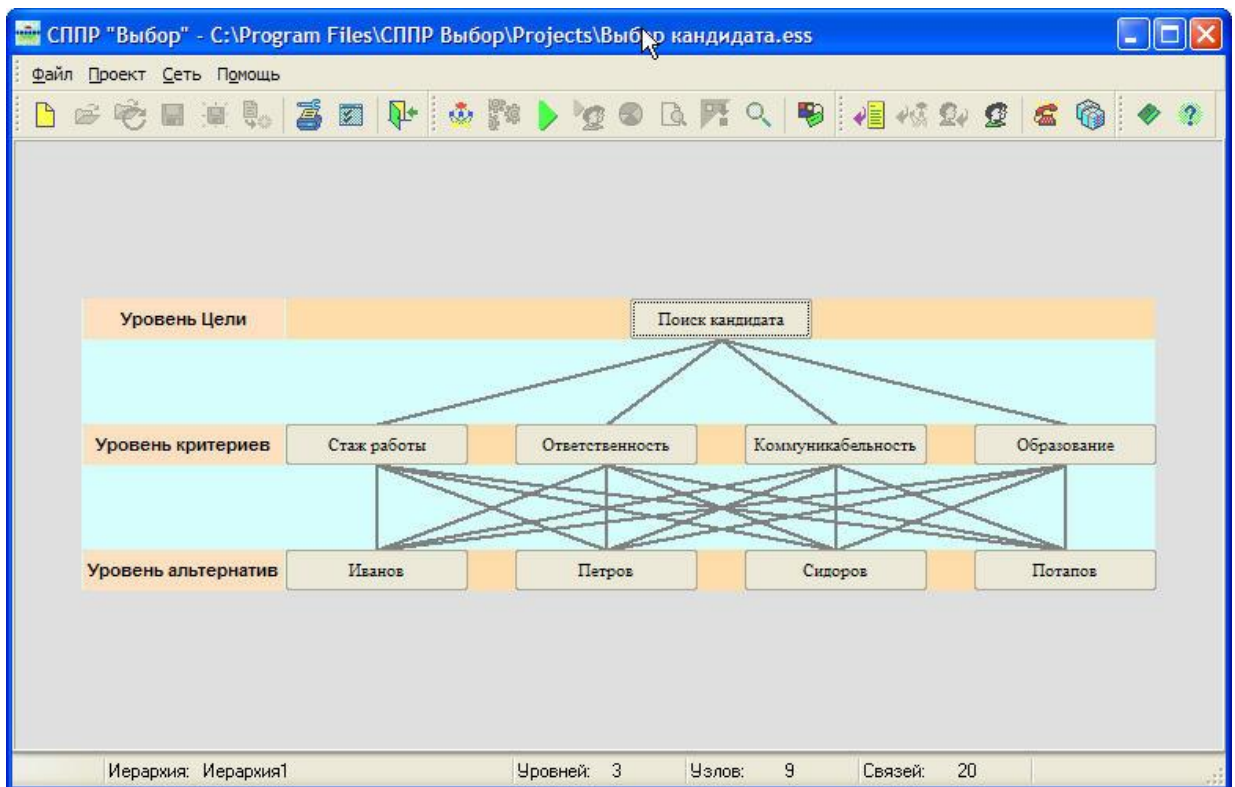 СППР "Выбор" - C:\Program Files\СППР Выбор\Projects\Выбор кандидата.ess
Файл Проект Сеть Помощь
Уровень Цели Поиск кандидата
Уровень критериев Стаж работы Ответственность Коммуникабельность Образование
Уровень альтернатив Иванов Петров Сидоров Потапов
Иерархия: Иерархия1 Уровней: 3 Узлов: 9 Связей: 20